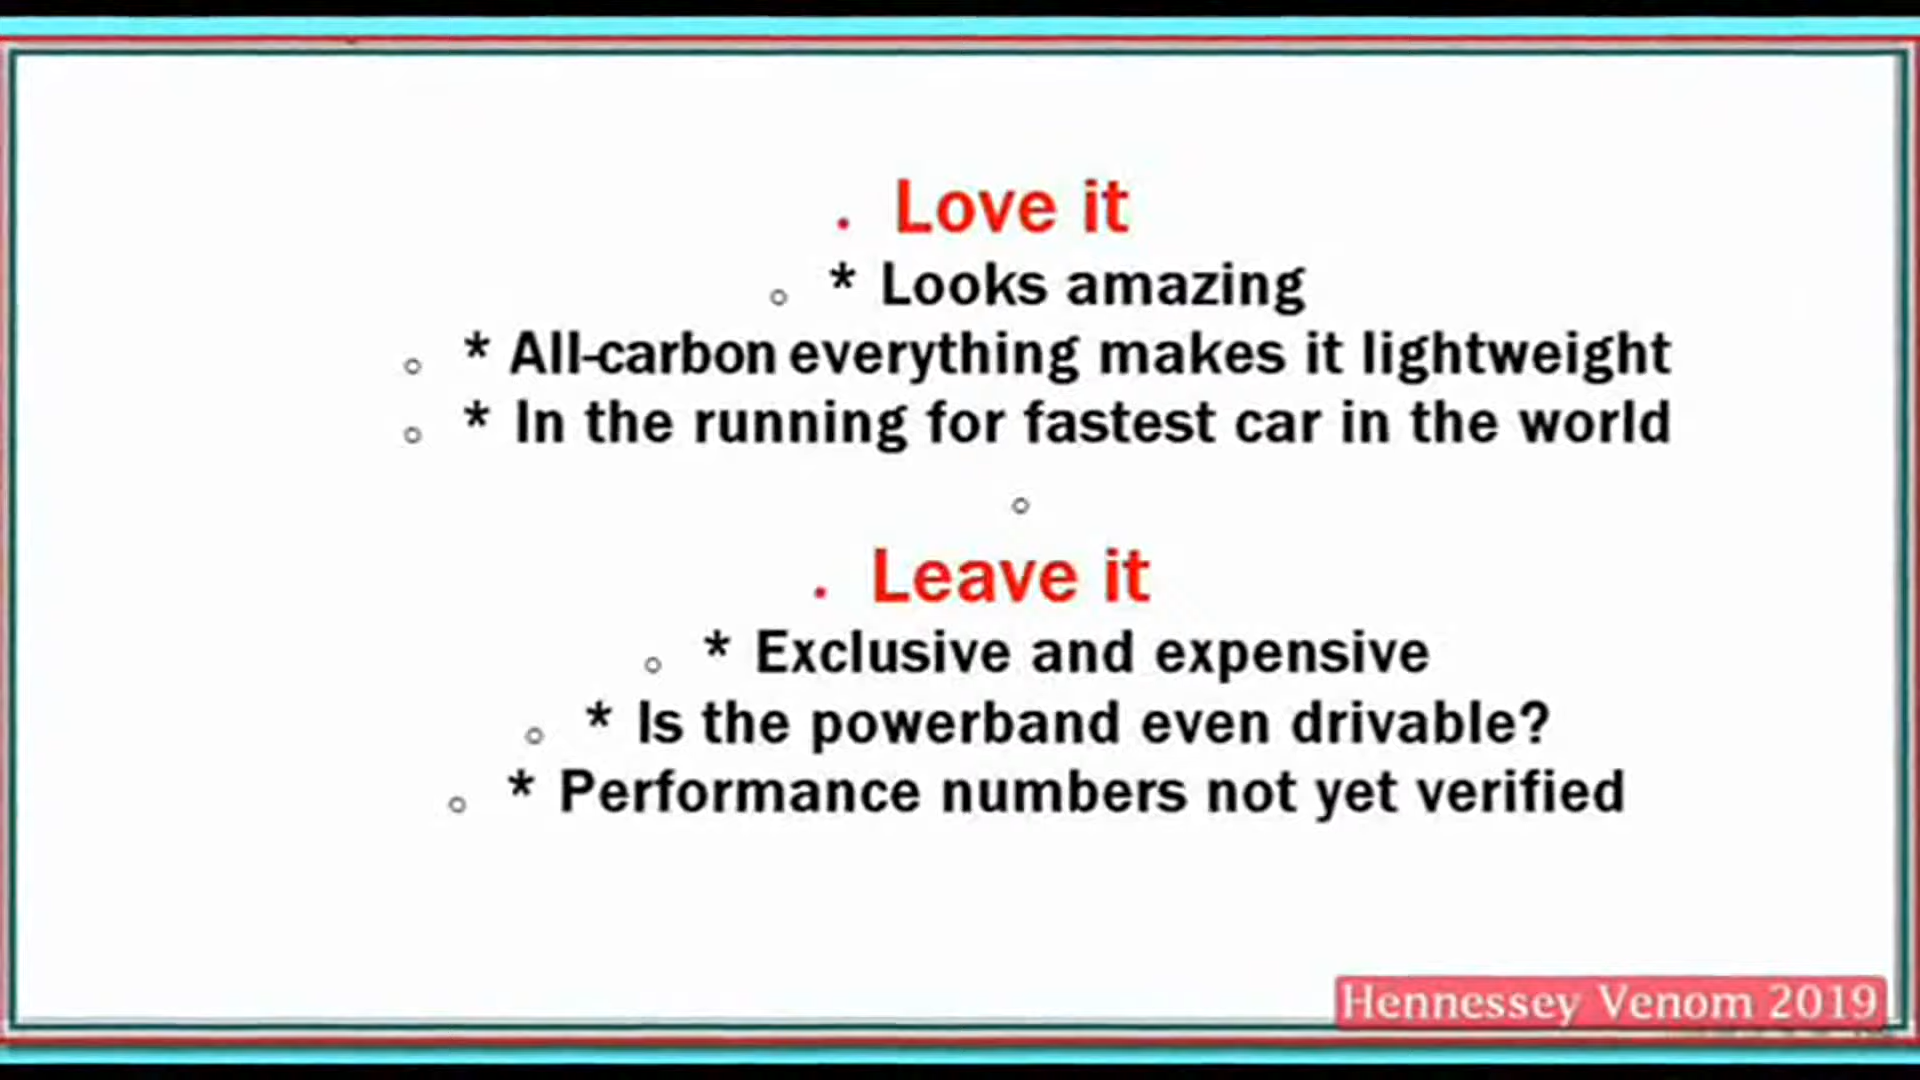 • Love it
○ * Looks amazing
○ * All-carbon everything makes it lightweight
○ * In the running for fastest car in the world
○
• Leave it
○ * Exclusive and expensive
○ * Is the powerband even drivable?
○ * Performance numbers not yet verified
Hennessey Venom 2019